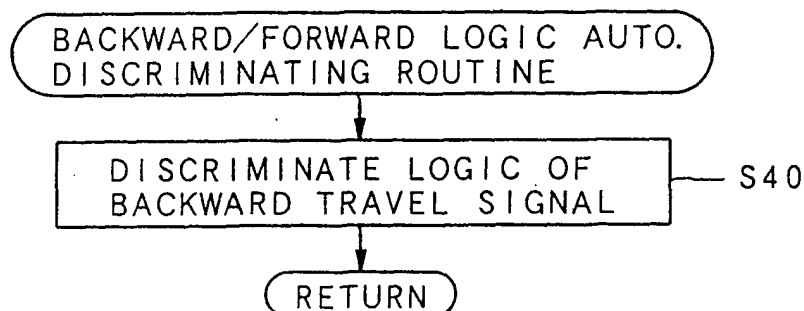 BACKWARD/FORWARD LOGIC AUTO.
DISCRIMINATING ROUTINE
DISCRIMINATE LOGIC OF
BACKWARD TRAVEL SIGNAL
S40
RETURN